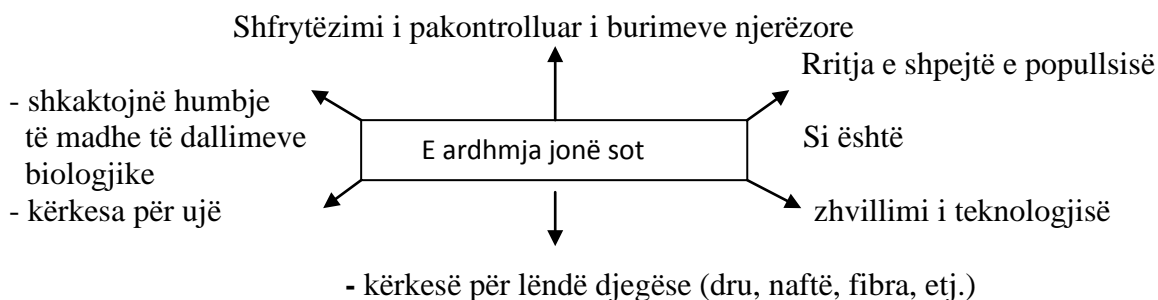 Shfrytëzimi i pakontrolluar i burimeve njerëzore
Rritja e shpejtë e popullsisë
- shkaktojnë humbje
të madhe të dallimeve
biologjike
- kërkesa për ujë
E ardhmja jonë sot
Si është
zhvillimi i teknologjisë
- kërkesë për lëndë djegëse (dru, naftë, fibra, etj.)